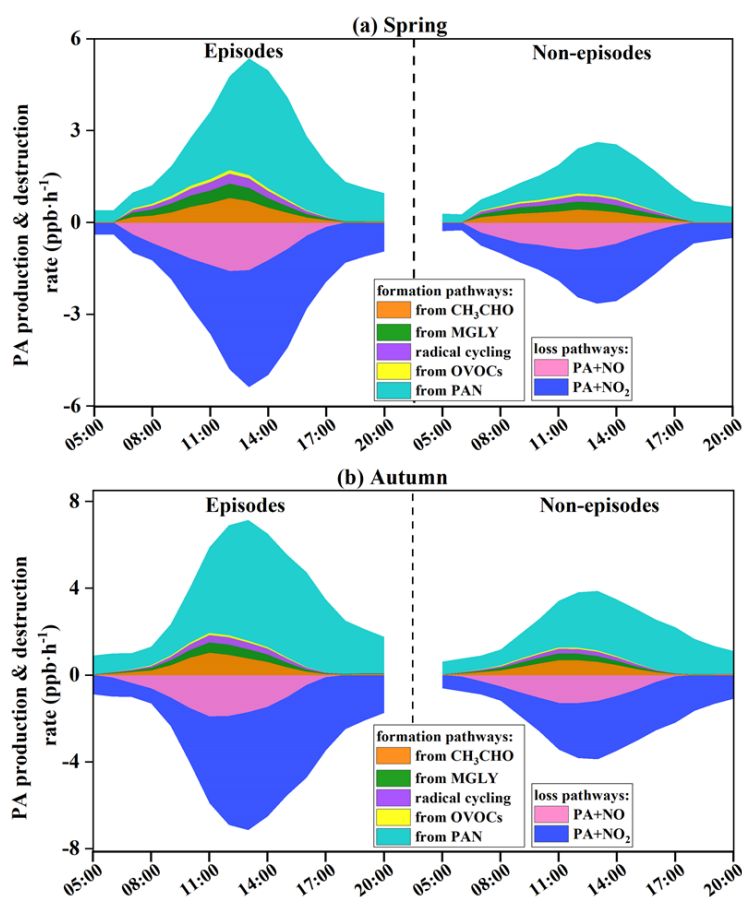 (a) Spring
Episodes
Non-episodes
PA production & destruction
rate (ppb·h⁻¹)
6
3
0
-3
-6
formation pathways:
from CH₃CHO
from MGLY
radical cycling
from OVOCs
from PAN
loss pathways:
PA+NO
PA+NO₂
05:00
08:00
11:00
14:00
17:00
20:00
05:00
08:00
11:00
14:00
17:00
20:00
(b) Autumn
Episodes
Non-episodes
PA production & destruction
rate (ppb·h⁻¹)
8
4
0
-4
-8
formation pathways:
from CH₃CHO
from MGLY
radical cycling
from OVOCs
from PAN
loss pathways:
PA+NO
PA+NO₂
05:00
08:00
11:00
14:00
17:00
20:00
05:00
08:00
11:00
14:00
17:00
20:00